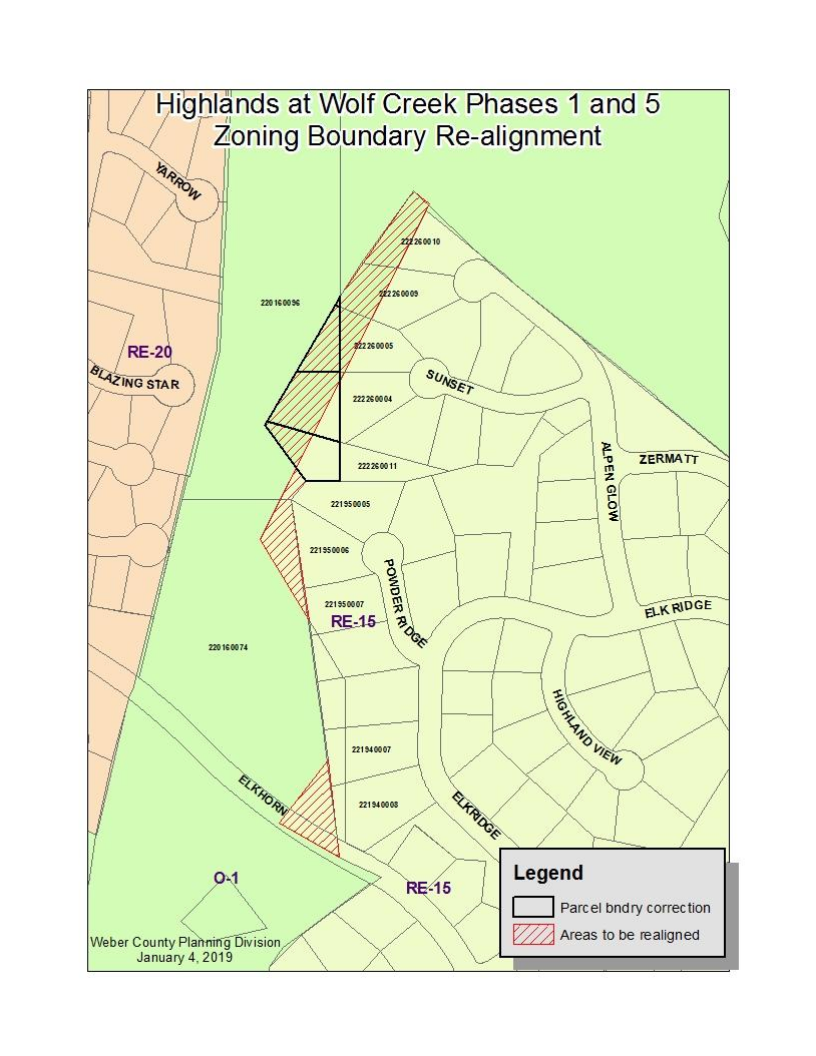 Highlands at Wolf Creek Phases 1 and 5
Zoning Boundary Re-alignment
YARROW
222260010
222260009
220160096
222260005
RE-20
BLAZING STAR
SUNSET
222260004
ALPEN GLOW
ZERMATT
222260011
221950005
221950006
POWDER RIDGE
221950007
RE-15
ELK RIDGE
220160074
HIGHLAND VIEW
221940007
ELKHORN
221940008
ELKRIDGE
O-1
RE-15
Legend
Parcel bndry correction
Areas to be realigned
Weber County Planning Division
January 4, 2019